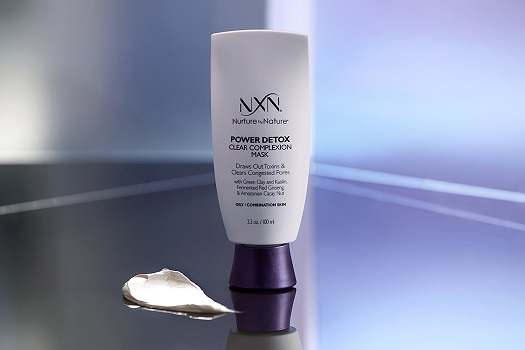 NXN®
Nurture by Nature®
POWER DETOX
CLEAR COMPLEXION
MASK
Draws Out Toxins &
Clears Congested Pores
with Green Clay and Kaolin,
Fermented Red Ginseng,
& Amazonian Cacay Nut
OILY / COMBINATION SKIN
3.3 oz. / 100 mL